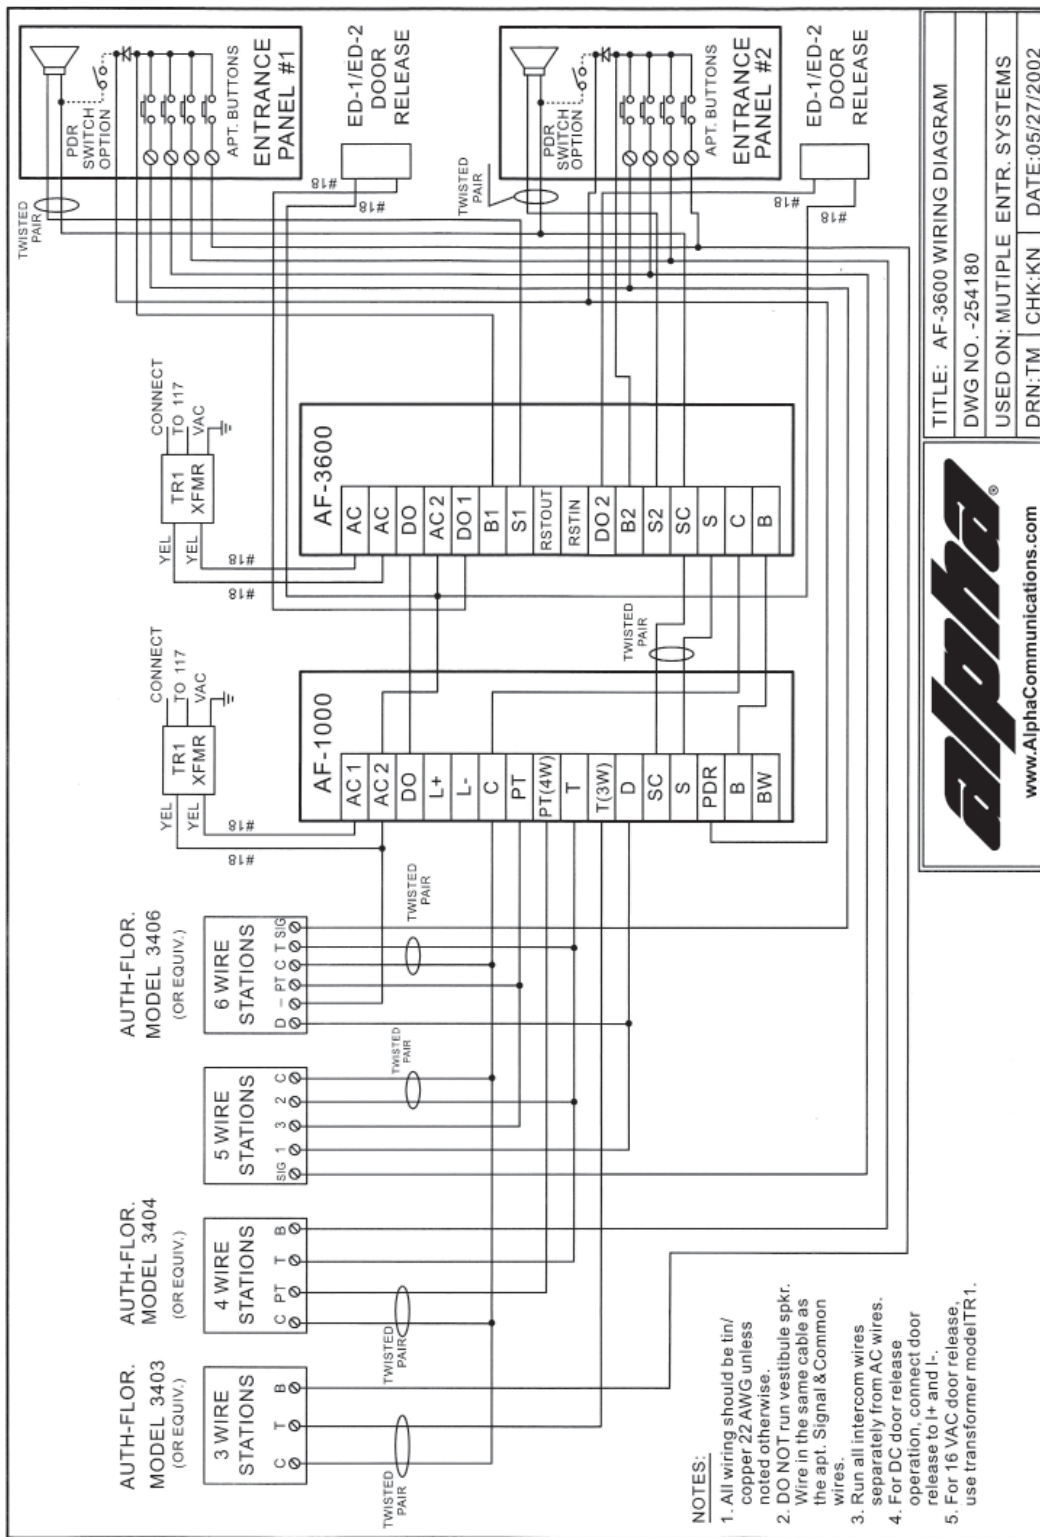 AUTH-FLOR.
MODEL 3403
(OR EQUIV.)
3 WIRE
STATIONS
C T B
TWISTED
PAIR
AUTH-FLOR.
MODEL 3404
(OR EQUIV.)
4 WIRE
STATIONS
C PT T B
TWISTED
PAIR
5 WIRE
STATIONS
SIG 1 3 2 C
TWISTED
PAIR
AUTH-FLOR.
MODEL 3406
(OR EQUIV.)
6 WIRE
STATIONS
D – PT C T SIG
TWISTED
PAIR
YEL
YEL
#18
#18
TR1
XFMR
CONNECT
TO 117
VAC
AF-1000
AC 1
AC 2
DO
L+
L-
C
PT
PT(4W)
T
T(3W)
D
SC
S
PDR
B
BW
TWISTED
PAIR
YEL
YEL
#18
#18
TR1
XFMR
CONNECT
TO 117
VAC
AF-3600
AC
AC
DO
AC 2
DO 1
B1
S1
RSTOUT
RSTIN
DO 2
B2
S2
SC
S
C
B
TWISTED
PAIR
PDR
SWITCH
OPTION
APT. BUTTONS
ENTRANCE
PANEL #1
#18
#18
ED-1/ED-2
DOOR
RELEASE
TWISTED
PAIR
PDR
SWITCH
OPTION
APT. BUTTONS
ENTRANCE
PANEL #2
#18
#18
ED-1/ED-2
DOOR
RELEASE
NOTES:
1. All wiring should be tin/
copper 22 AWG unless
noted otherwise.
2. DO NOT run vestibule spkr.
Wire in the same cable as
the apt. Signal & Common
wires.
3. Run all intercom wires
separately from AC wires.
4. For DC door release
operation, connect door
release to l+ and l-.
5. For 16 VAC door release,
use transformer model TR1.
alpha®
www.AlphaCommunications.com
TITLE: AF-3600 WIRING DIAGRAM
DWG NO. -254180
USED ON: MUTIPLE ENTR. SYSTEMS
DRN:TM CHK:KN DATE:05/27/2002